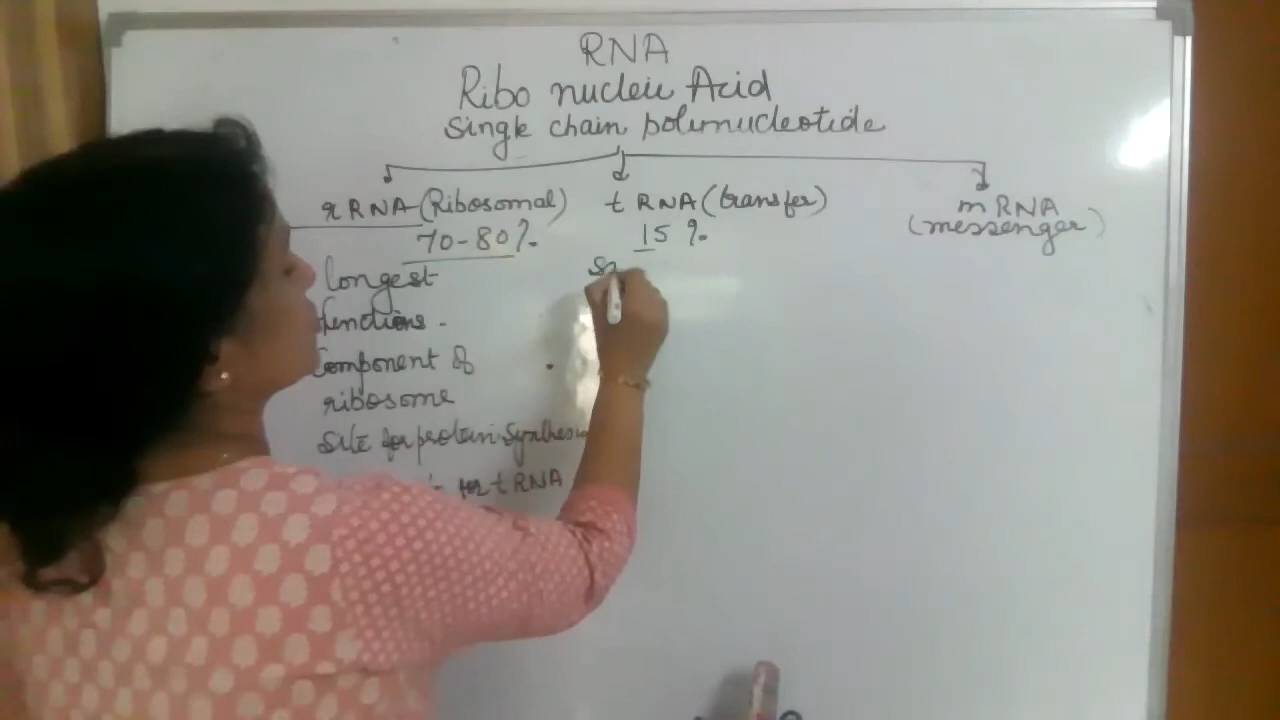 RNA
Ribo nucleic Acid
Single chain polinucleotide
rRNA (Ribosomal)
70-80%
longest
functions -
Component of
ribosome
Site for protein synthesis
for tRNA
tRNA (transfer)
15 %
mRNA
(messenger)